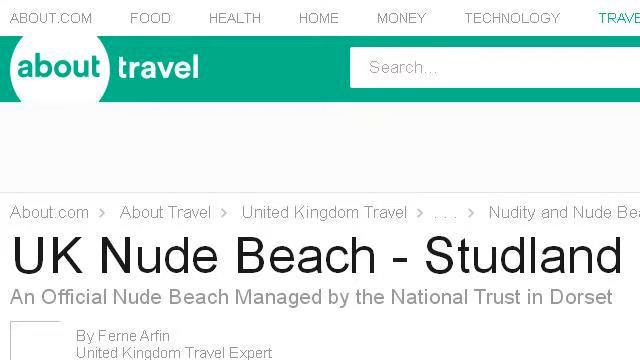 ABOUT.COM FOOD HEALTH HOME MONEY TECHNOLOGY TRAVE
about travel Search...
About.com > About Travel > United Kingdom Travel > . . . > Nudity and Nude Bea
UK Nude Beach - Studland
An Official Nude Beach Managed by the National Trust in Dorset
By Ferne Arfin
United Kingdom Travel Expert